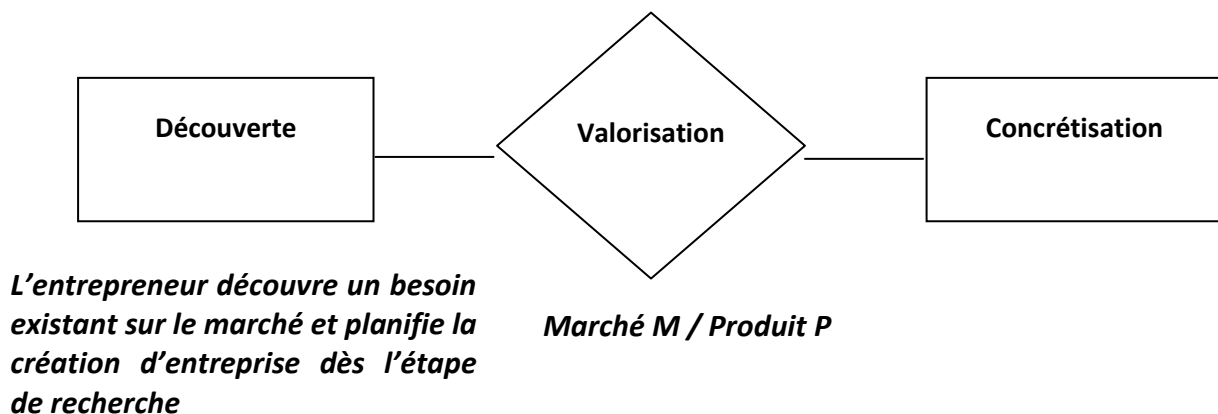 Découverte
Valorisation
Concrétisation
L’entrepreneur découvre un besoin
existant sur le marché et planifie la
création d’entreprise dès l’étape
de recherche
Marché M / Produit P